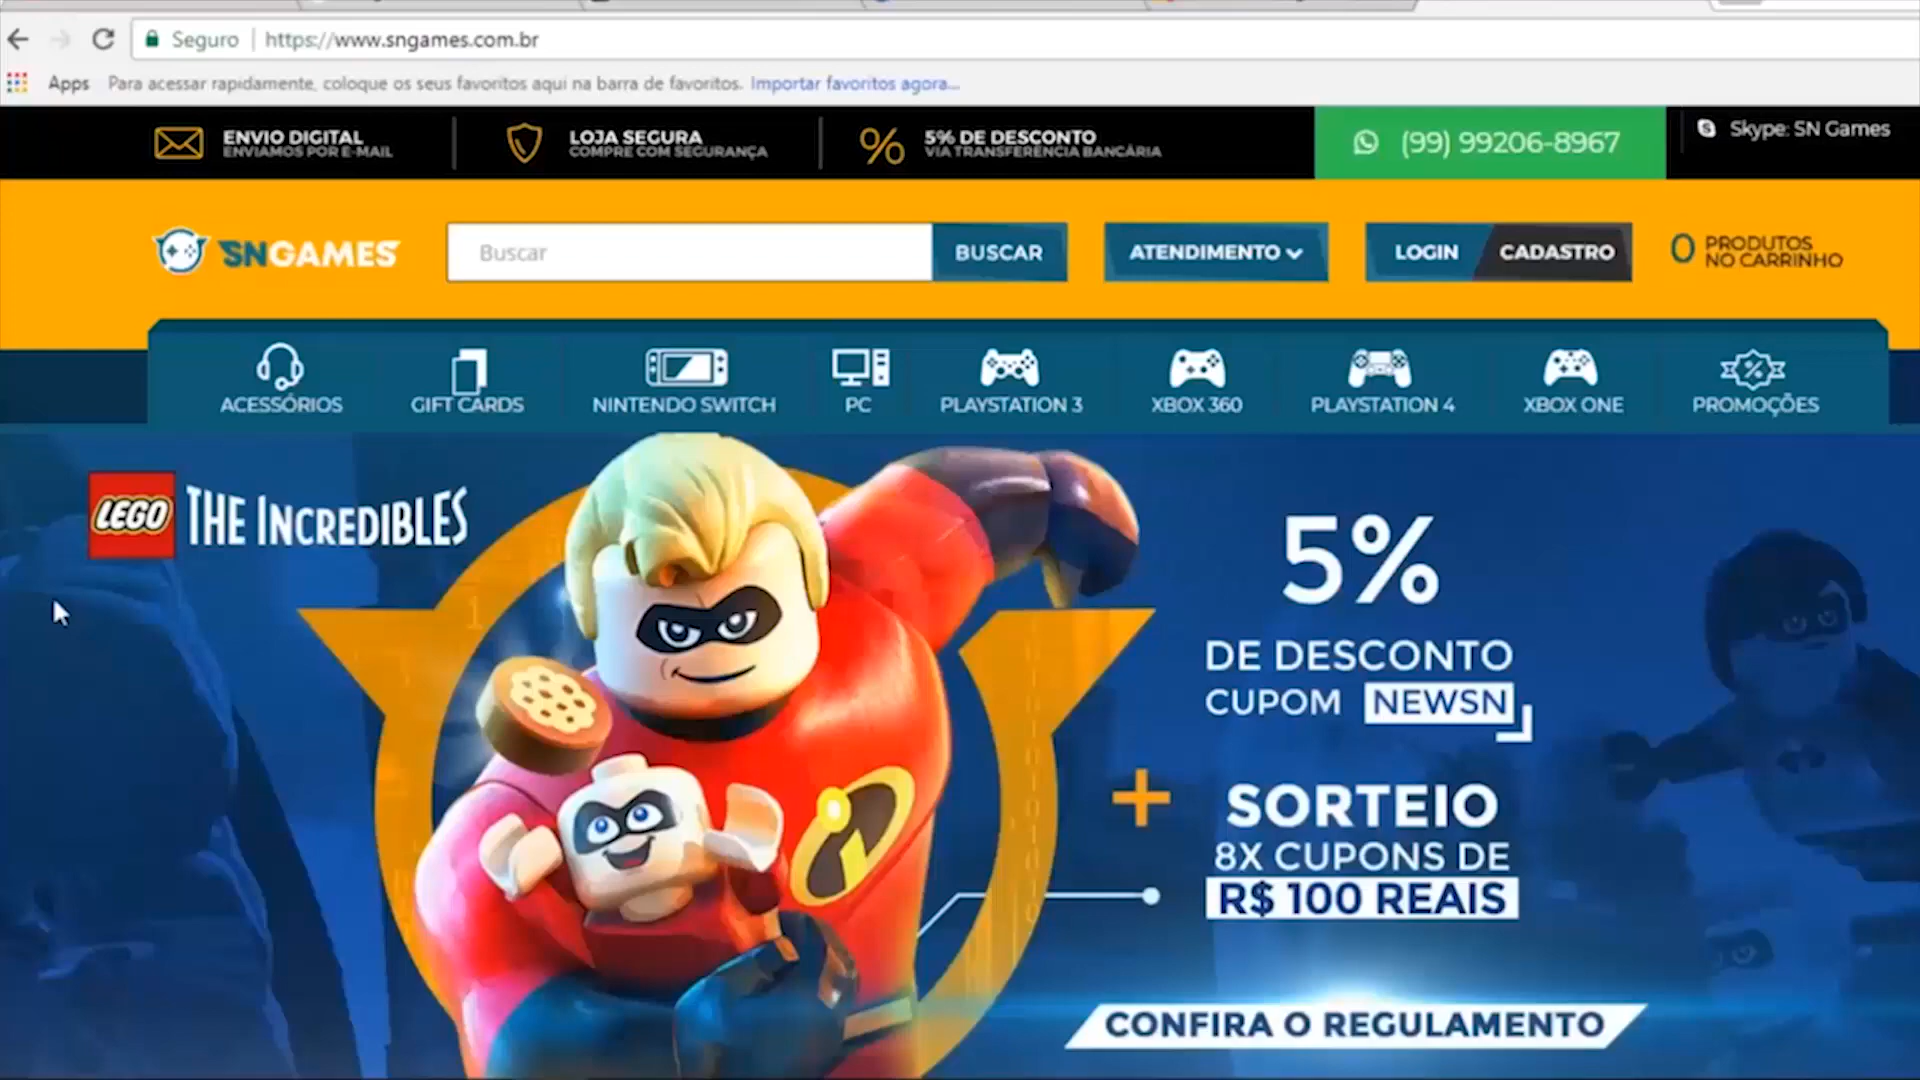 Seguro
https://www.sngames.com.br
Apps
Para acessar rapidamente, coloque os seus favoritos aqui na barra de favoritos.
Importar favoritos agora...
ENVIO DIGITAL
ENVIAMOS POR E-MAIL
LOJA SEGURA
COMPRE COM SEGURANÇA
5% DE DESCONTO
VIA TRANSFERÊNCIA BANCÁRIA
(99) 99206-8967
Skype: SN Games
SNGAMES
Buscar
BUSCAR
ATENDIMENTO
LOGIN
CADASTRO
0 PRODUTOS
NO CARRINHO
ACESSÓRIOS
GIFT CARDS
NINTENDO SWITCH
PC
PLAYSTATION 3
XBOX 360
PLAYSTATION 4
XBOX ONE
PROMOÇÕES
LEGO THE INCREDIBLES
5%
DE DESCONTO
CUPOM NEWSN
+ SORTEIO
8X CUPONS DE
R$ 100 REAIS
CONFIRA O REGULAMENTO